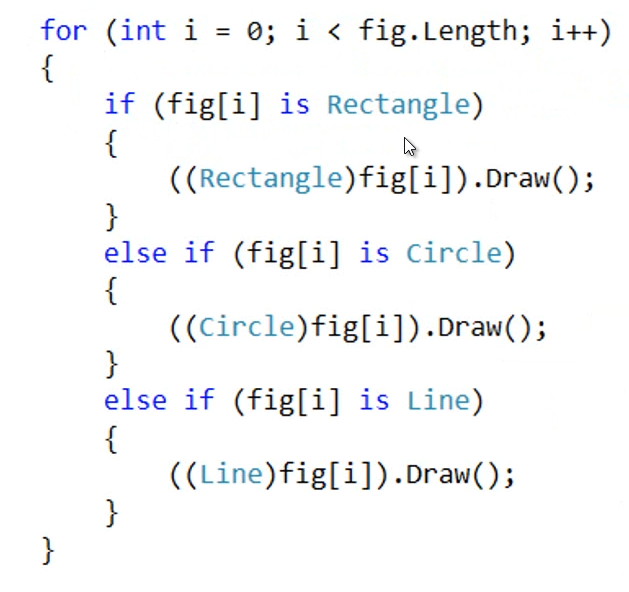 for (int i = 0; i < fig.Length; i++)
{
    if (fig[i] is Rectangle)
    {
        ((Rectangle)fig[i]).Draw();
    }
    else if (fig[i] is Circle)
    {
        ((Circle)fig[i]).Draw();
    }
    else if (fig[i] is Line)
    {
        ((Line)fig[i]).Draw();
    }
}